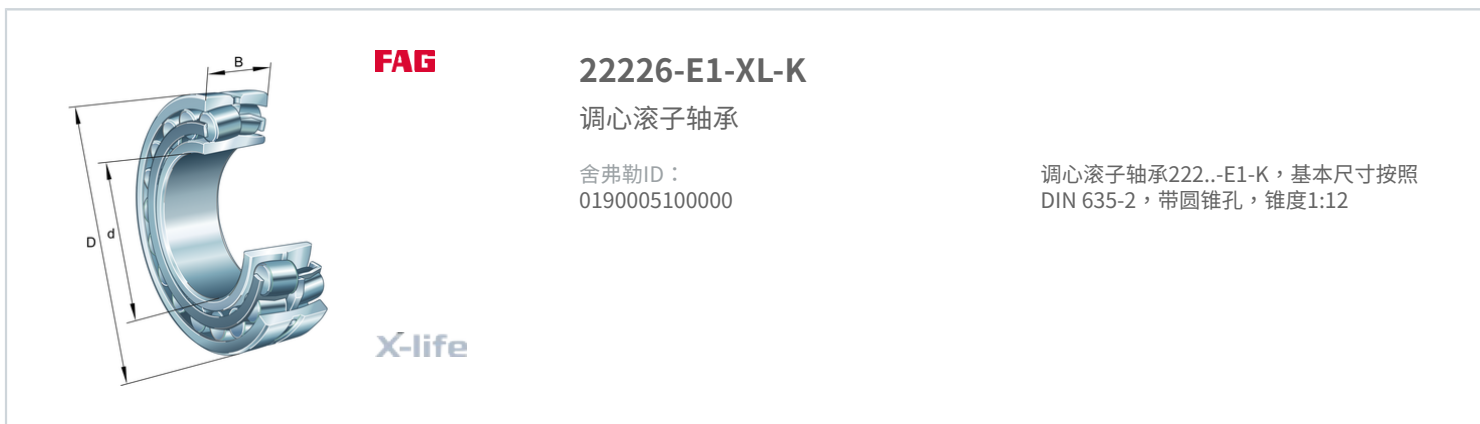 B
D
d
FAG
X-life
22226-E1-XL-K
调心滚子轴承
舍弗勒ID：
0190005100000
调心滚子轴承222..-E1-K，基本尺寸按照
DIN 635-2，带圆锥孔，锥度1:12